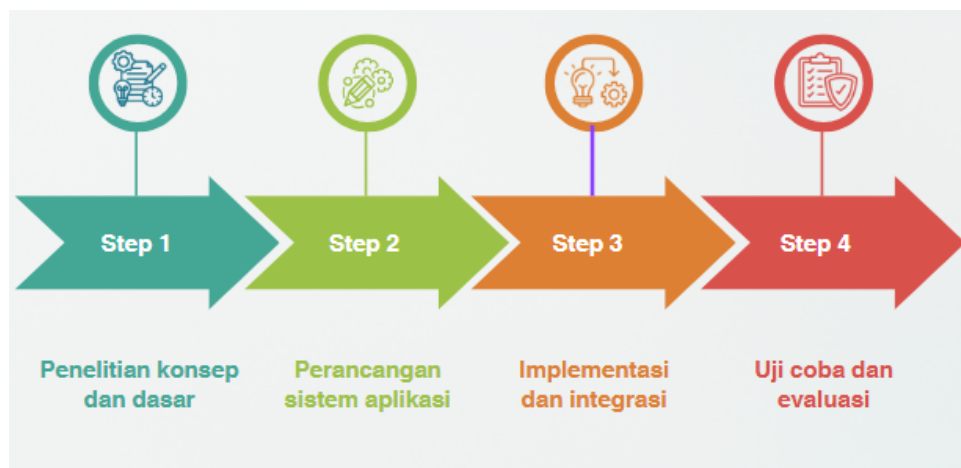 Step 1
Step 2
Step 3
Step 4
Penelitian konsep
dan dasar
Perancangan
sistem aplikasi
Implementasi
dan integrasi
Uji coba dan
evaluasi